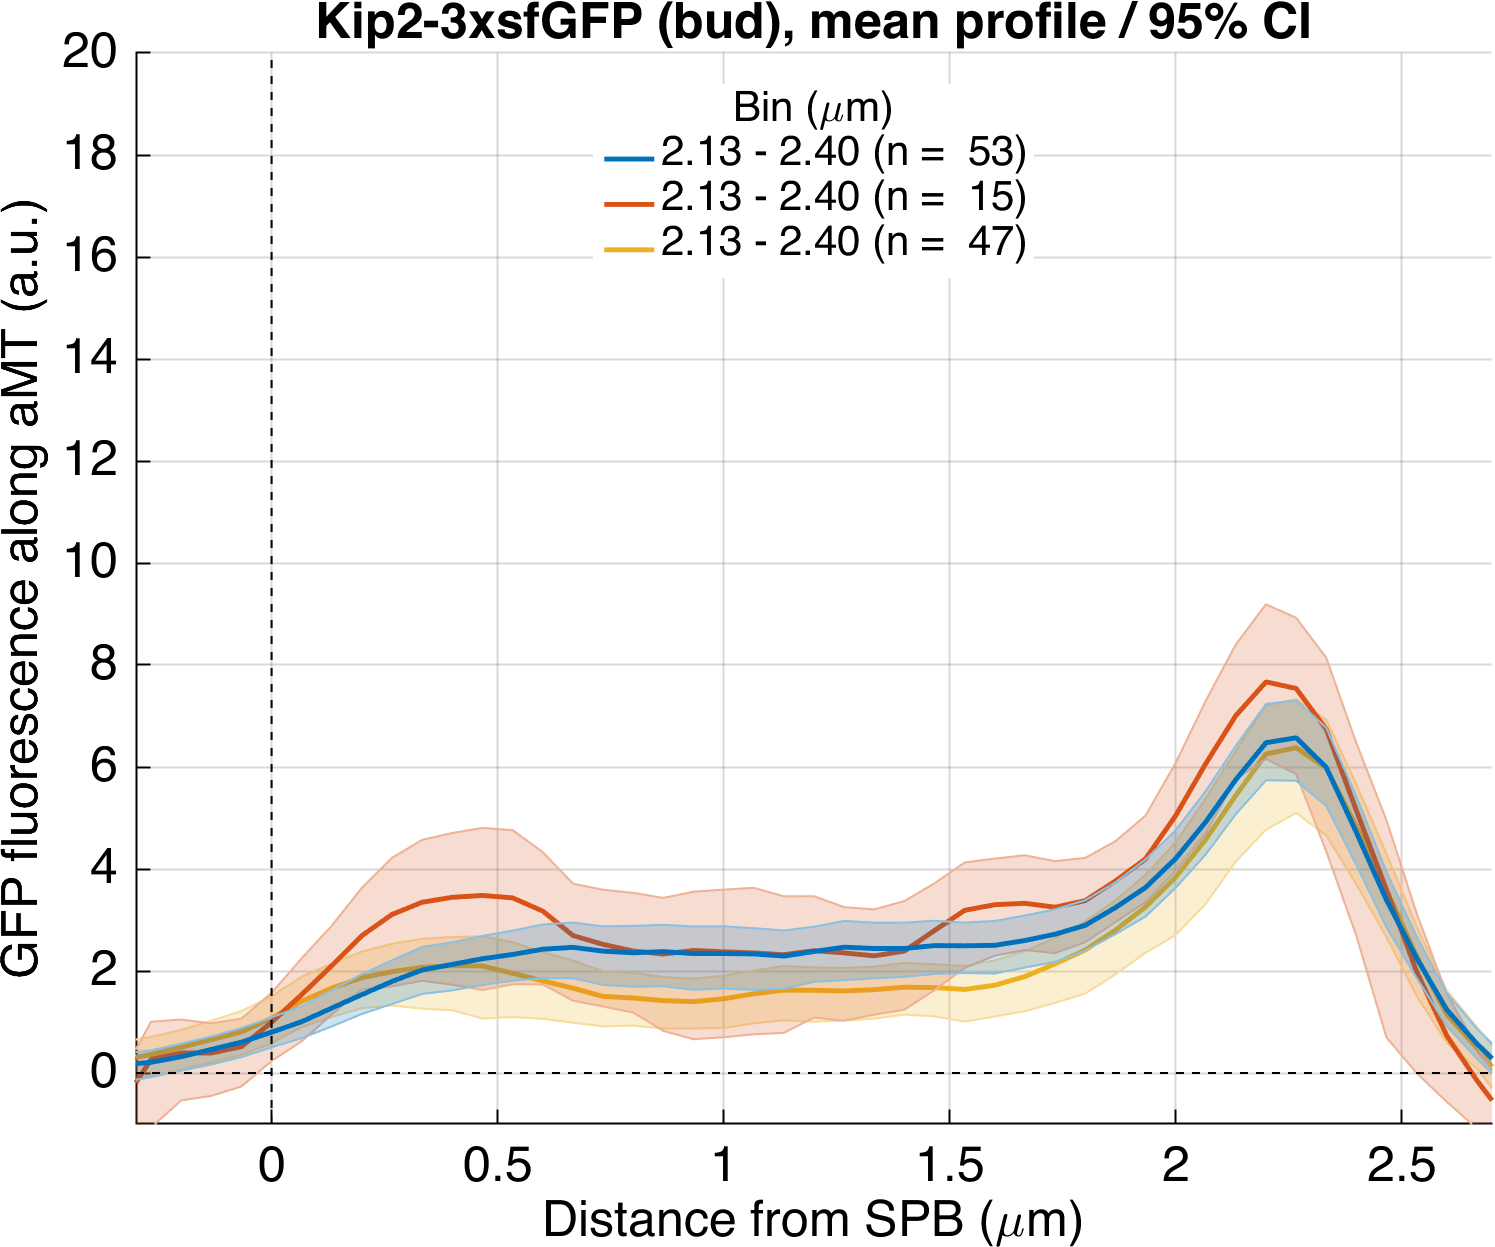 Kip2-3xsfGFP (bud), mean profile / 95% CI
Bin (μm)
2.13 - 2.40 (n = 53)
2.13 - 2.40 (n = 15)
2.13 - 2.40 (n = 47)
GFP fluorescence along aMT (a.u.)
20
18
16
14
12
10
8
6
4
2
0
0 0.5 1 1.5 2 2.5
Distance from SPB (μm)